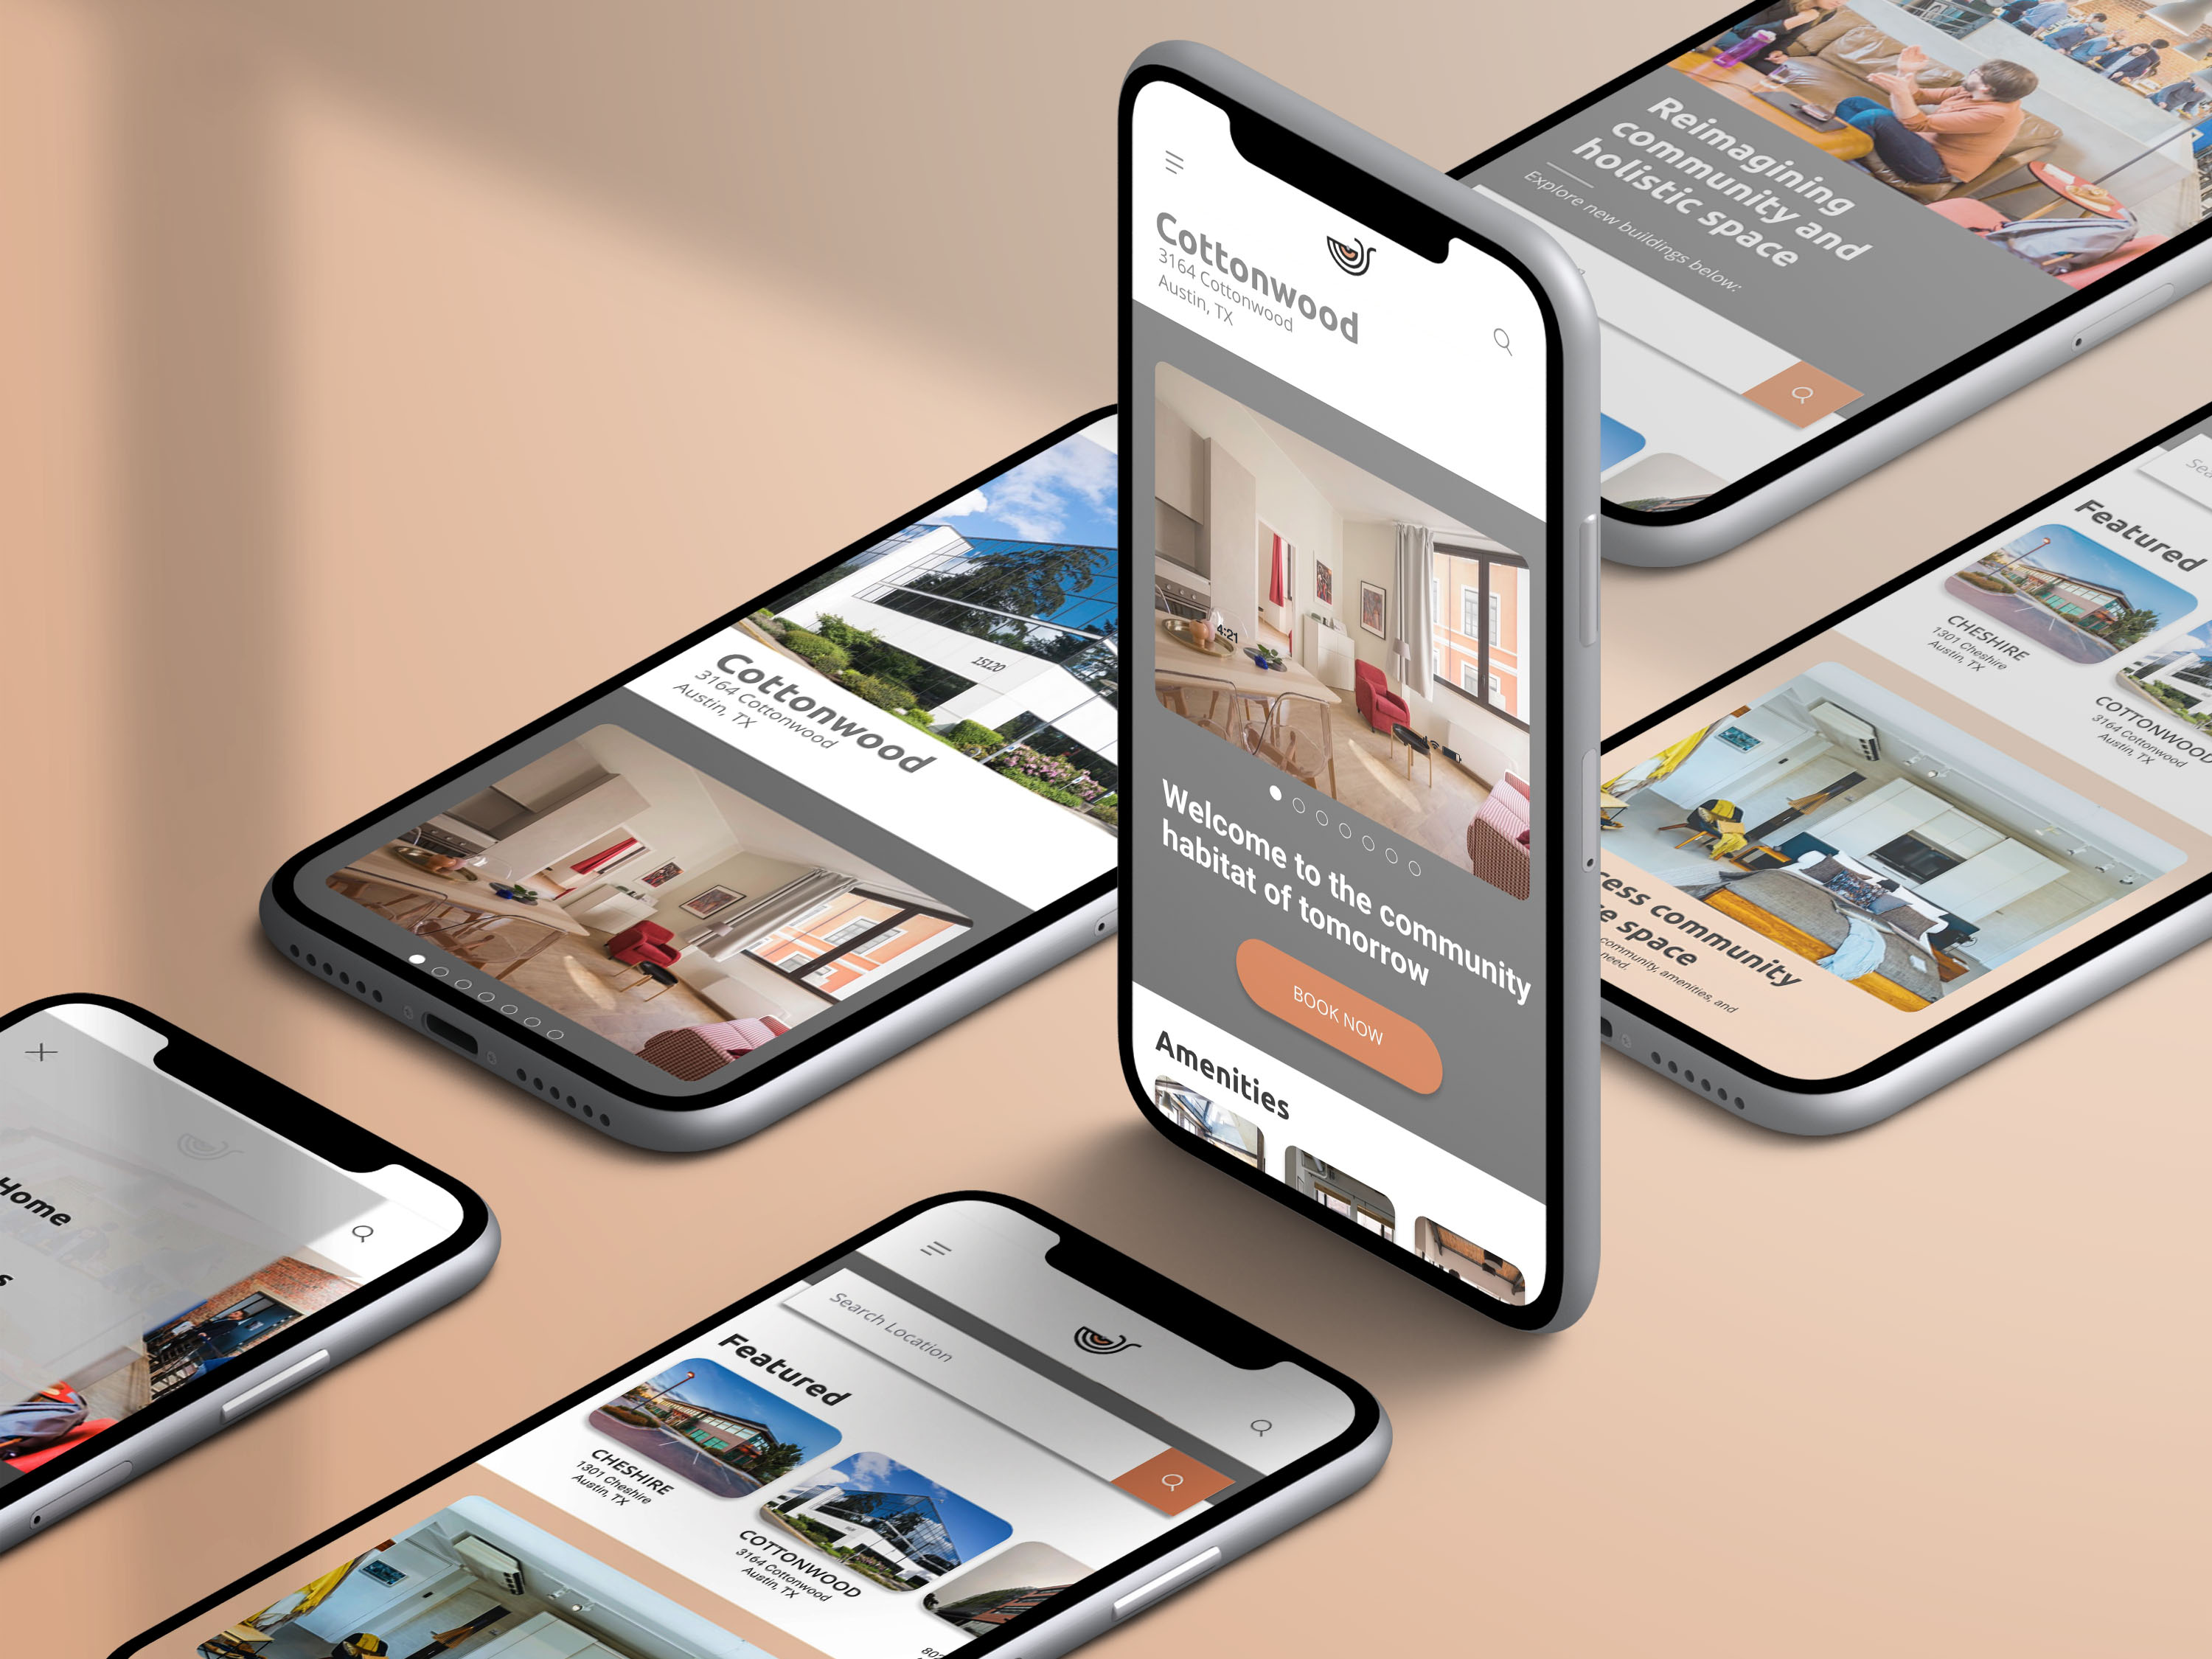 Cottonwood
3164 Cottonwood
Austin, TX
4:21
Welcome to the community
habitat of tomorrow
BOOK NOW
Amenities
Reimagining
community and
holistic space
Explore new buildings below:
Featured
CHESHIRE
1301 Cheshire
Austin, TX
COTTONWOOD
3164 Cottonwood
Austin, TX
community
space
community, amenities, and
need.
15120
Cottonwood
3164 Cottonwood
Austin, TX
Home
Search Location
Featured
CHESHIRE
1301 Cheshire
Austin, TX
COTTONWOOD
3164 Cottonwood
Austin, TX